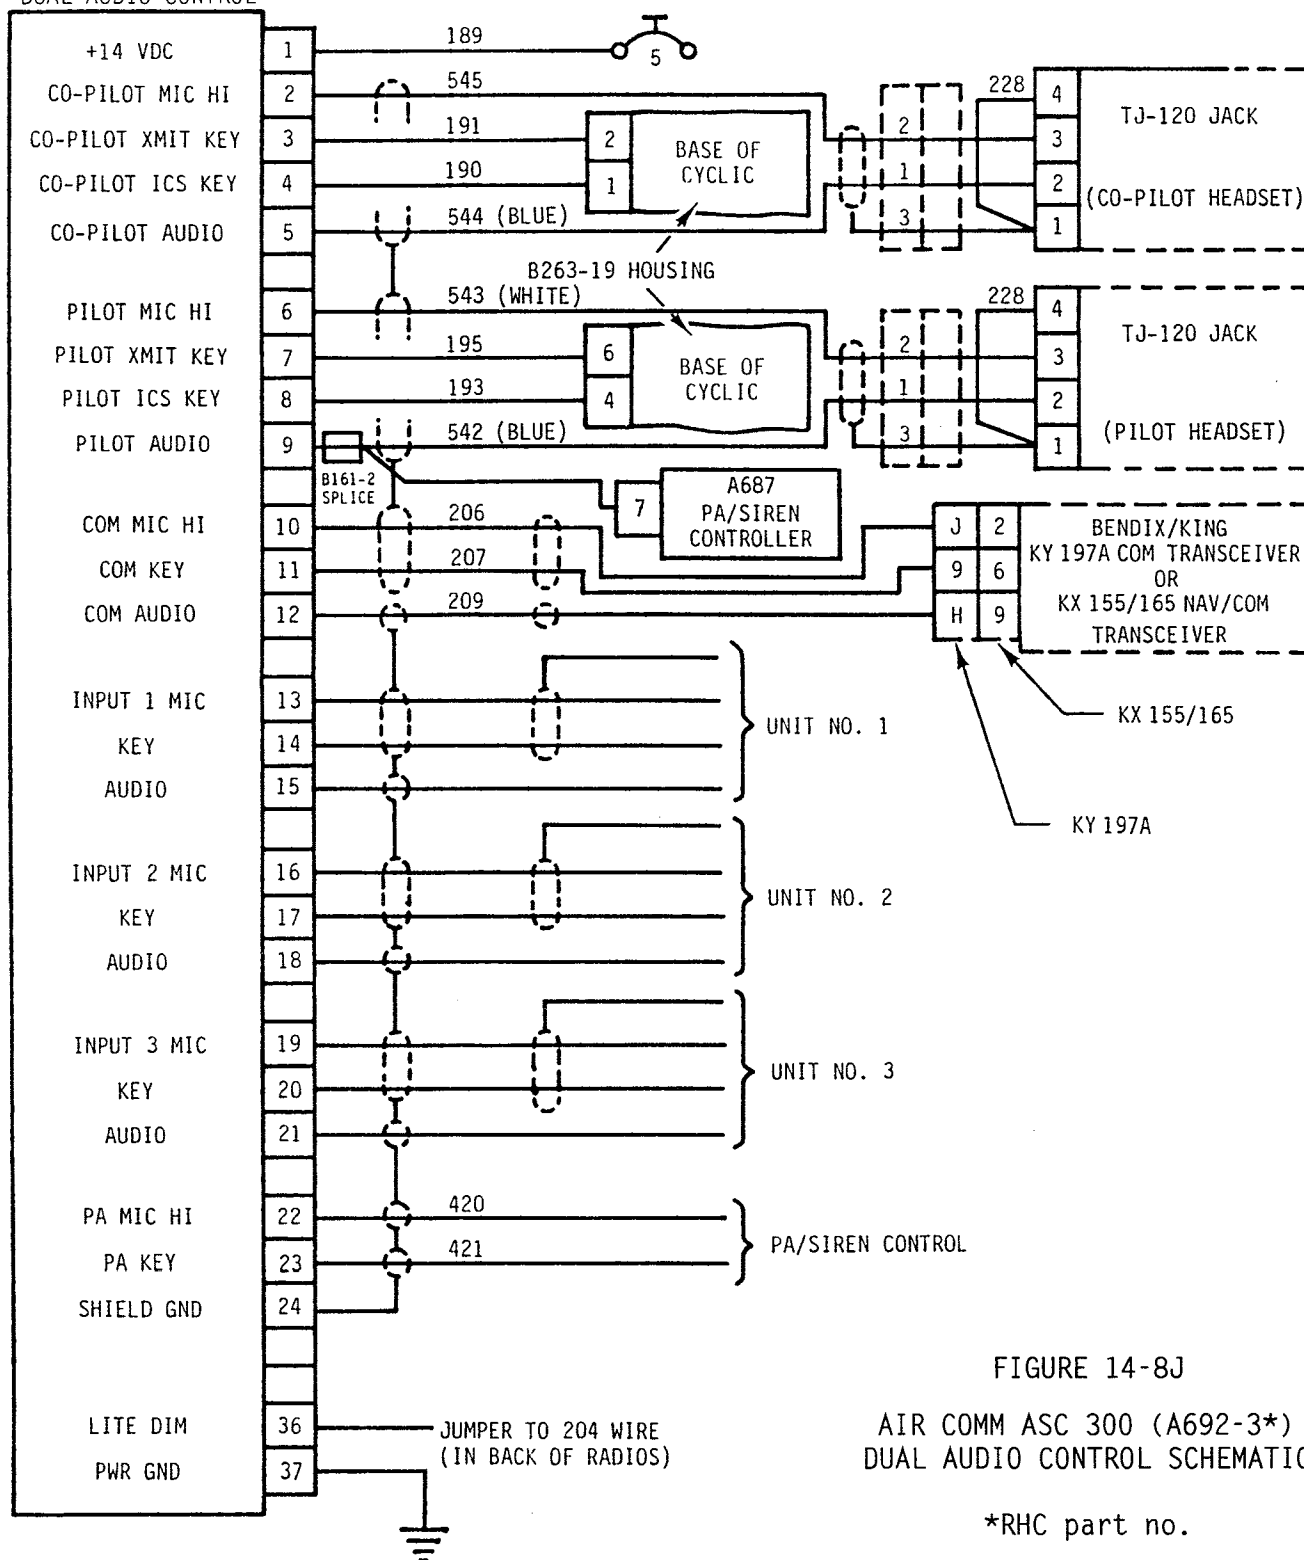 DUAL AUDIO CONTROL
+14 VDC 1 189 5
CO-PILOT MIC HI 2 545
CO-PILOT XMIT KEY 3 191 2
CO-PILOT ICS KEY 4 190 1
CO-PILOT AUDIO 5 544 (BLUE)
BASE OF
CYCLIC
2
1
3
228 4
3
2
1
TJ-120 JACK
(CO-PILOT HEADSET)
B263-19 HOUSING
PILOT MIC HI 6 543 (WHITE)
PILOT XMIT KEY 7 195 6
PILOT ICS KEY 8 193 4
PILOT AUDIO 9 542 (BLUE)
BASE OF
CYCLIC
2
1
3
228 4
3
2
1
TJ-120 JACK
(PILOT HEADSET)
B161-2
SPLICE
7
A687
PA/SIREN
CONTROLLER
COM MIC HI 10 206
COM KEY 11 207
COM AUDIO 12 209
J 2
9 6
H 9
BENDIX/KING
KY 197A COM TRANSCEIVER
OR
KX 155/165 NAV/COM
TRANSCEIVER
KX 155/165
KY 197A
INPUT 1 MIC 13
KEY 14
AUDIO 15
UNIT NO. 1
INPUT 2 MIC 16
KEY 17
AUDIO 18
UNIT NO. 2
INPUT 3 MIC 19
KEY 20
AUDIO 21
UNIT NO. 3
PA MIC HI 22 420
PA KEY 23 421
SHIELD GND 24
PA/SIREN CONTROL
LITE DIM 36
JUMPER TO 204 WIRE
(IN BACK OF RADIOS)
PWR GND 37
FIGURE 14-8J
AIR COMM ASC 300 (A692-3*)
DUAL AUDIO CONTROL SCHEMATIC
*RHC part no.